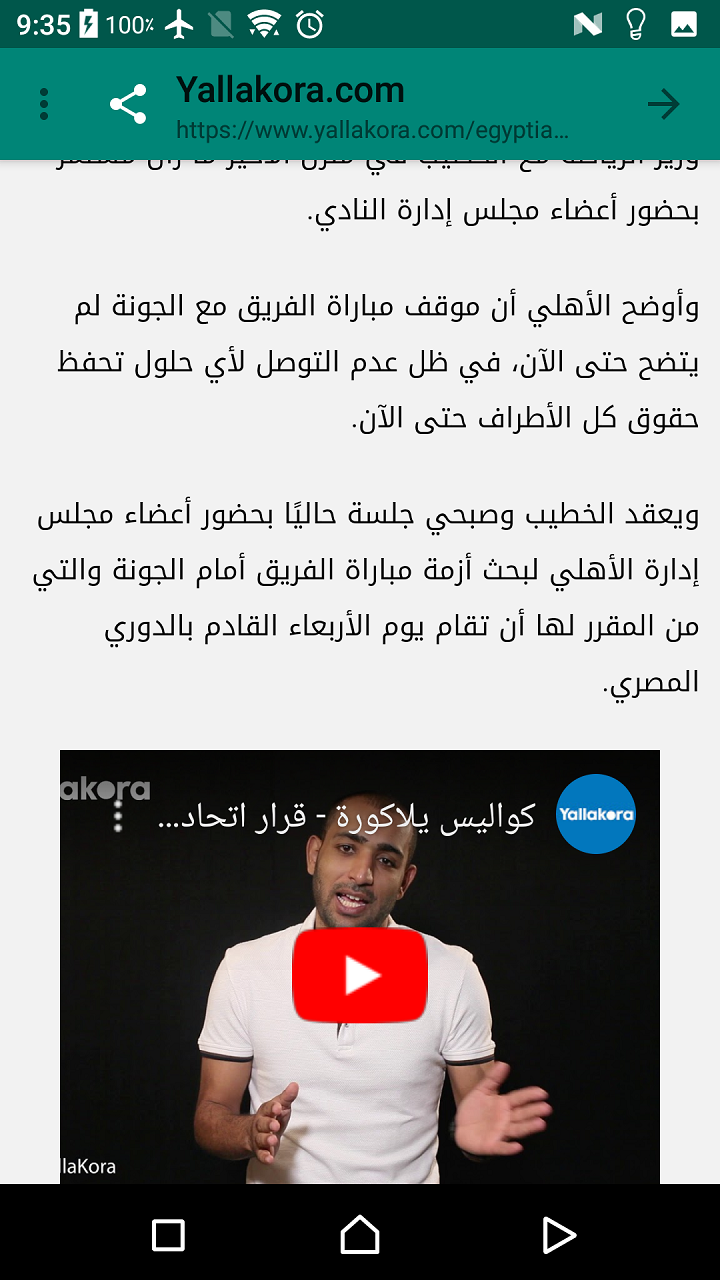 9:35
100%
Yallakora.com
https://www.yallakora.com/egyptia...
بحضور أعضاء مجلس إدارة النادي.
وأوضح الأهلي أن موقف مباراة الفريق مع الجونة لم
يتضح حتى الآن، في ظل عدم التوصل لأي حلول تحفظ
حقوق كل الأطراف حتى الآن.
ويعقد الخطيب وصبحي جلسة حاليًا بحضور أعضاء مجلس
إدارة الأهلي لبحث أزمة مباراة الفريق أمام الجونة والتي
من المقرر لها أن تقام يوم الأربعاء القادم بالدوري
المصري.
akora
كواليس يلاكورة - قرار اتحاد...
Yallakora
llaKora